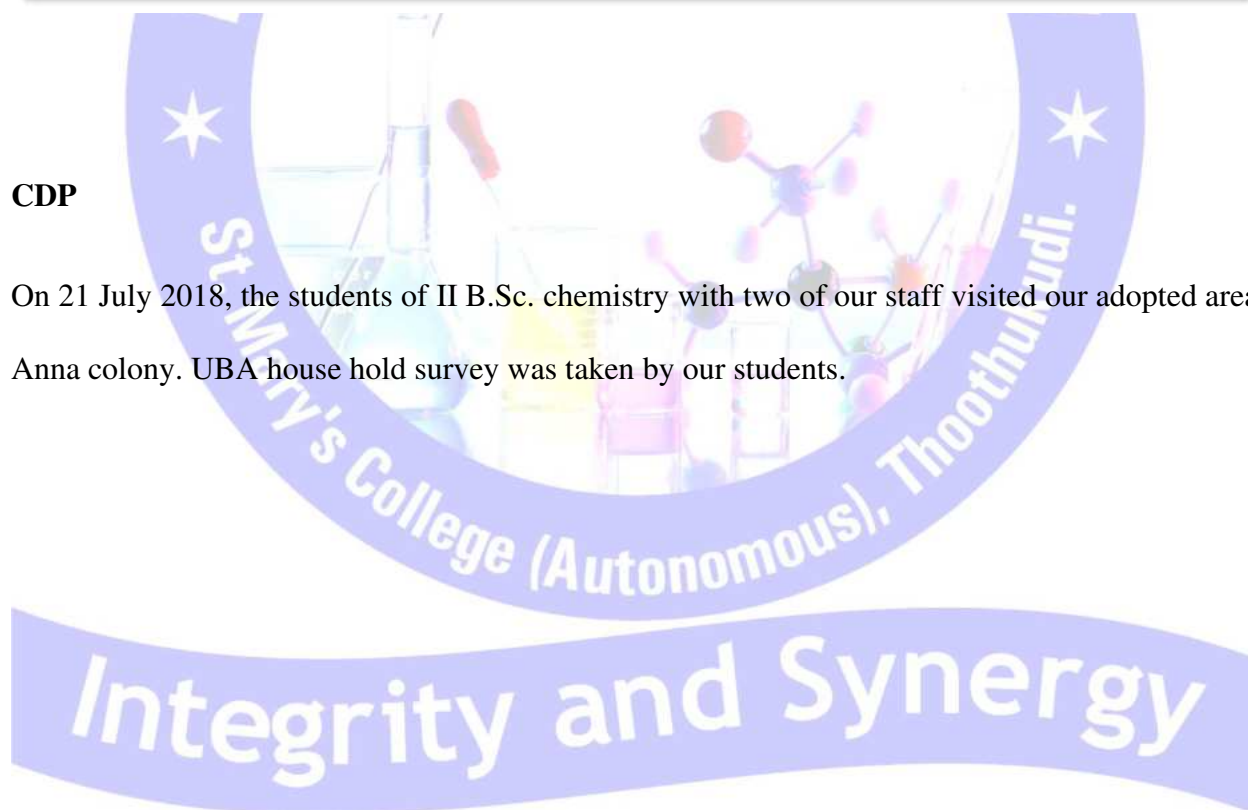 CDP
On 21 July 2018, the students of II B.Sc. chemistry with two of our staff visited our adopted area
Anna colony. UBA house hold survey was taken by our students.
St. Mary's College (Autonomous), Thoothukudi.
Integrity and Synergy